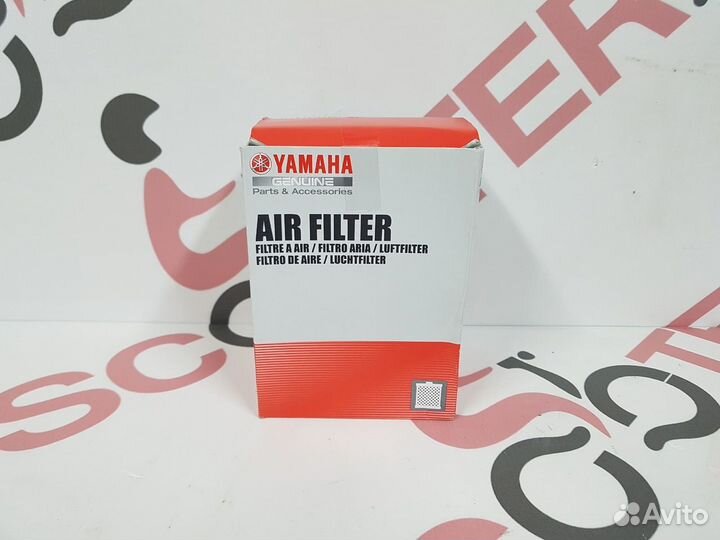 YAMAHA
GENUINE
Parts & Accessories
AIR FILTER
FILTRE A AIR / FILTRO ARIA / LUFTFILTER
FILTRO DE AIRE / LUCHTFILTER
Avito